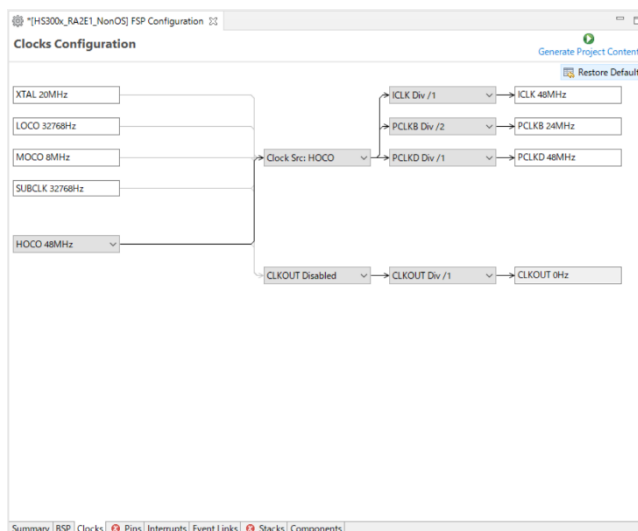 *[HS300x_RA2E1_NonOS] FSP Configuration
Clocks Configuration
Generate Project Content
Restore Default
XTAL 20MHz
ICLK Div /1
ICLK 48MHz
LOCO 32768Hz
PCLKB Div /2
PCLKB 24MHz
MOCO 8MHz
Clock Src: HOCO
PCLKD Div /1
PCLKD 48MHz
SUBCLK 32768Hz
HOCO 48MHz
CLKOUT Disabled
CLKOUT Div /1
CLKOUT 0Hz
Summary BSP Clocks Pins Interrupts Event Links Stacks Components